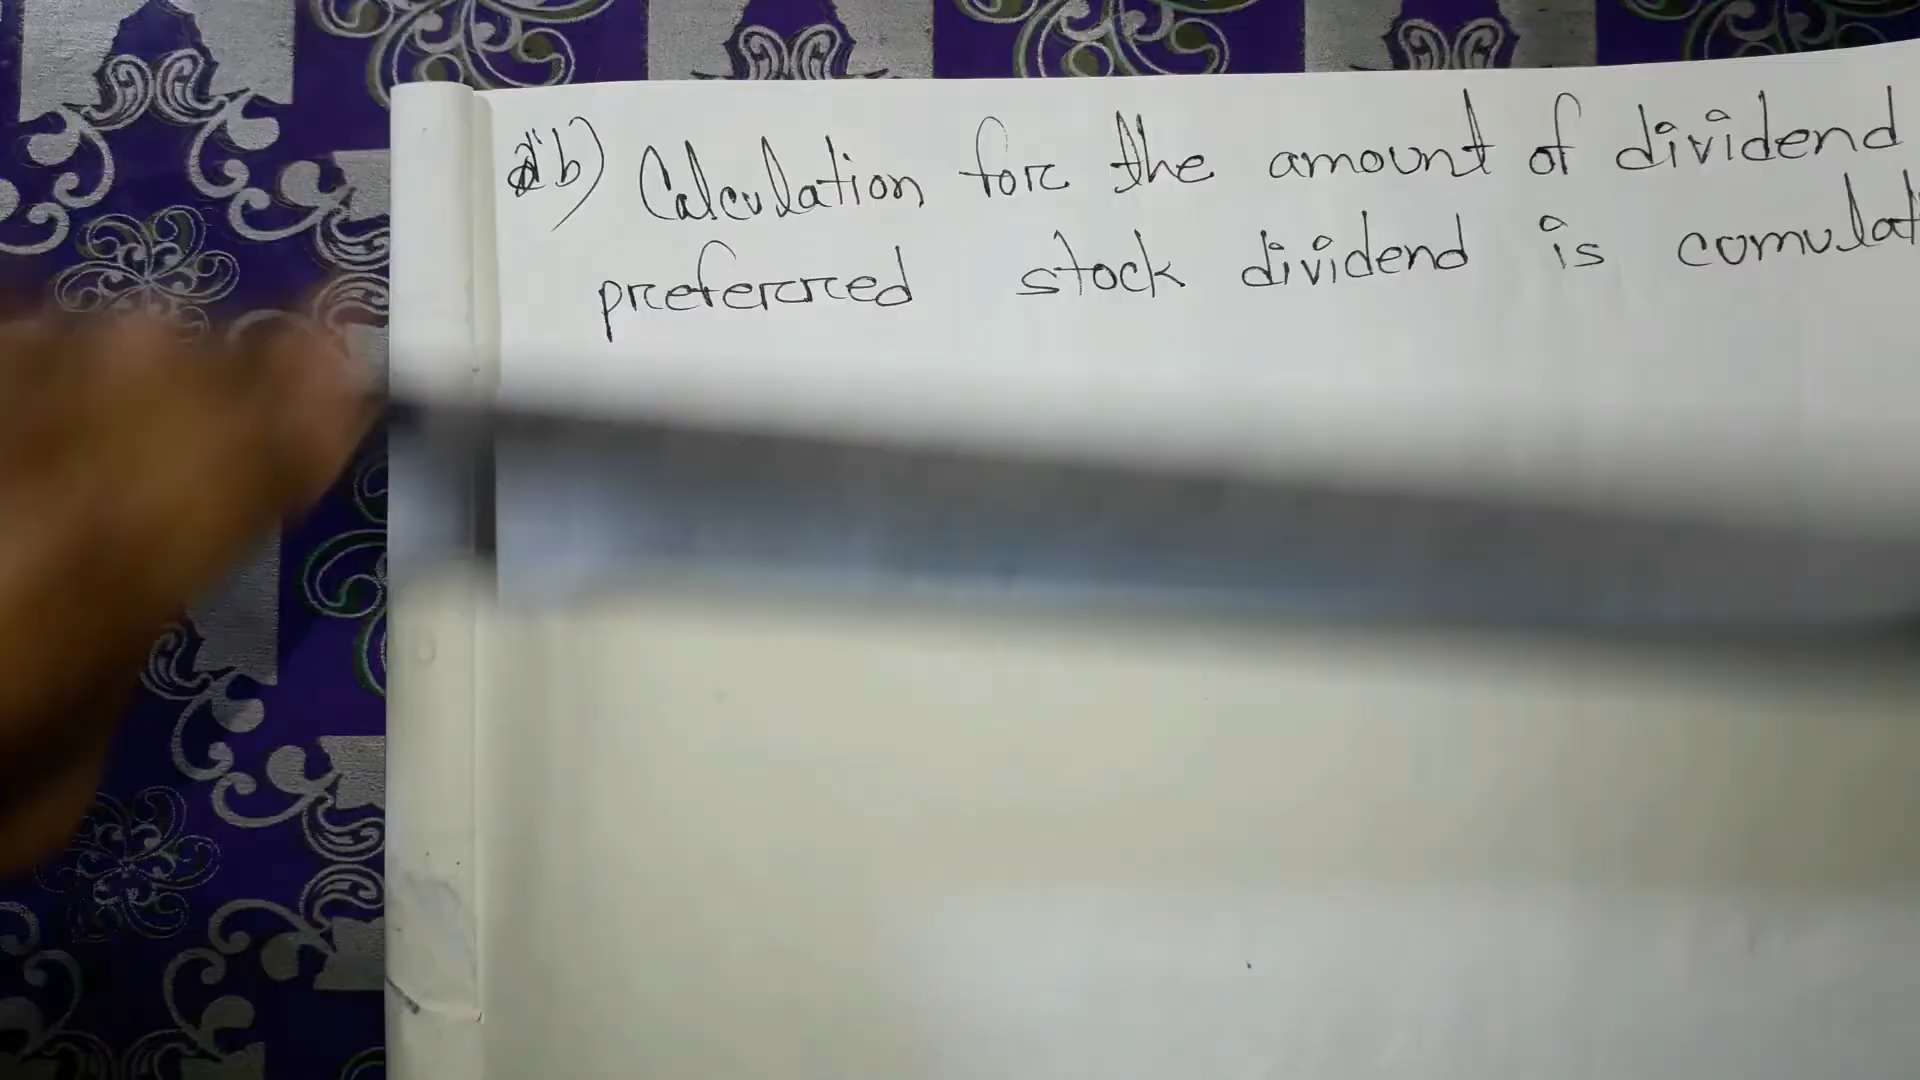 b) Calculation for the amount of dividend
preferred stock dividend is comulat